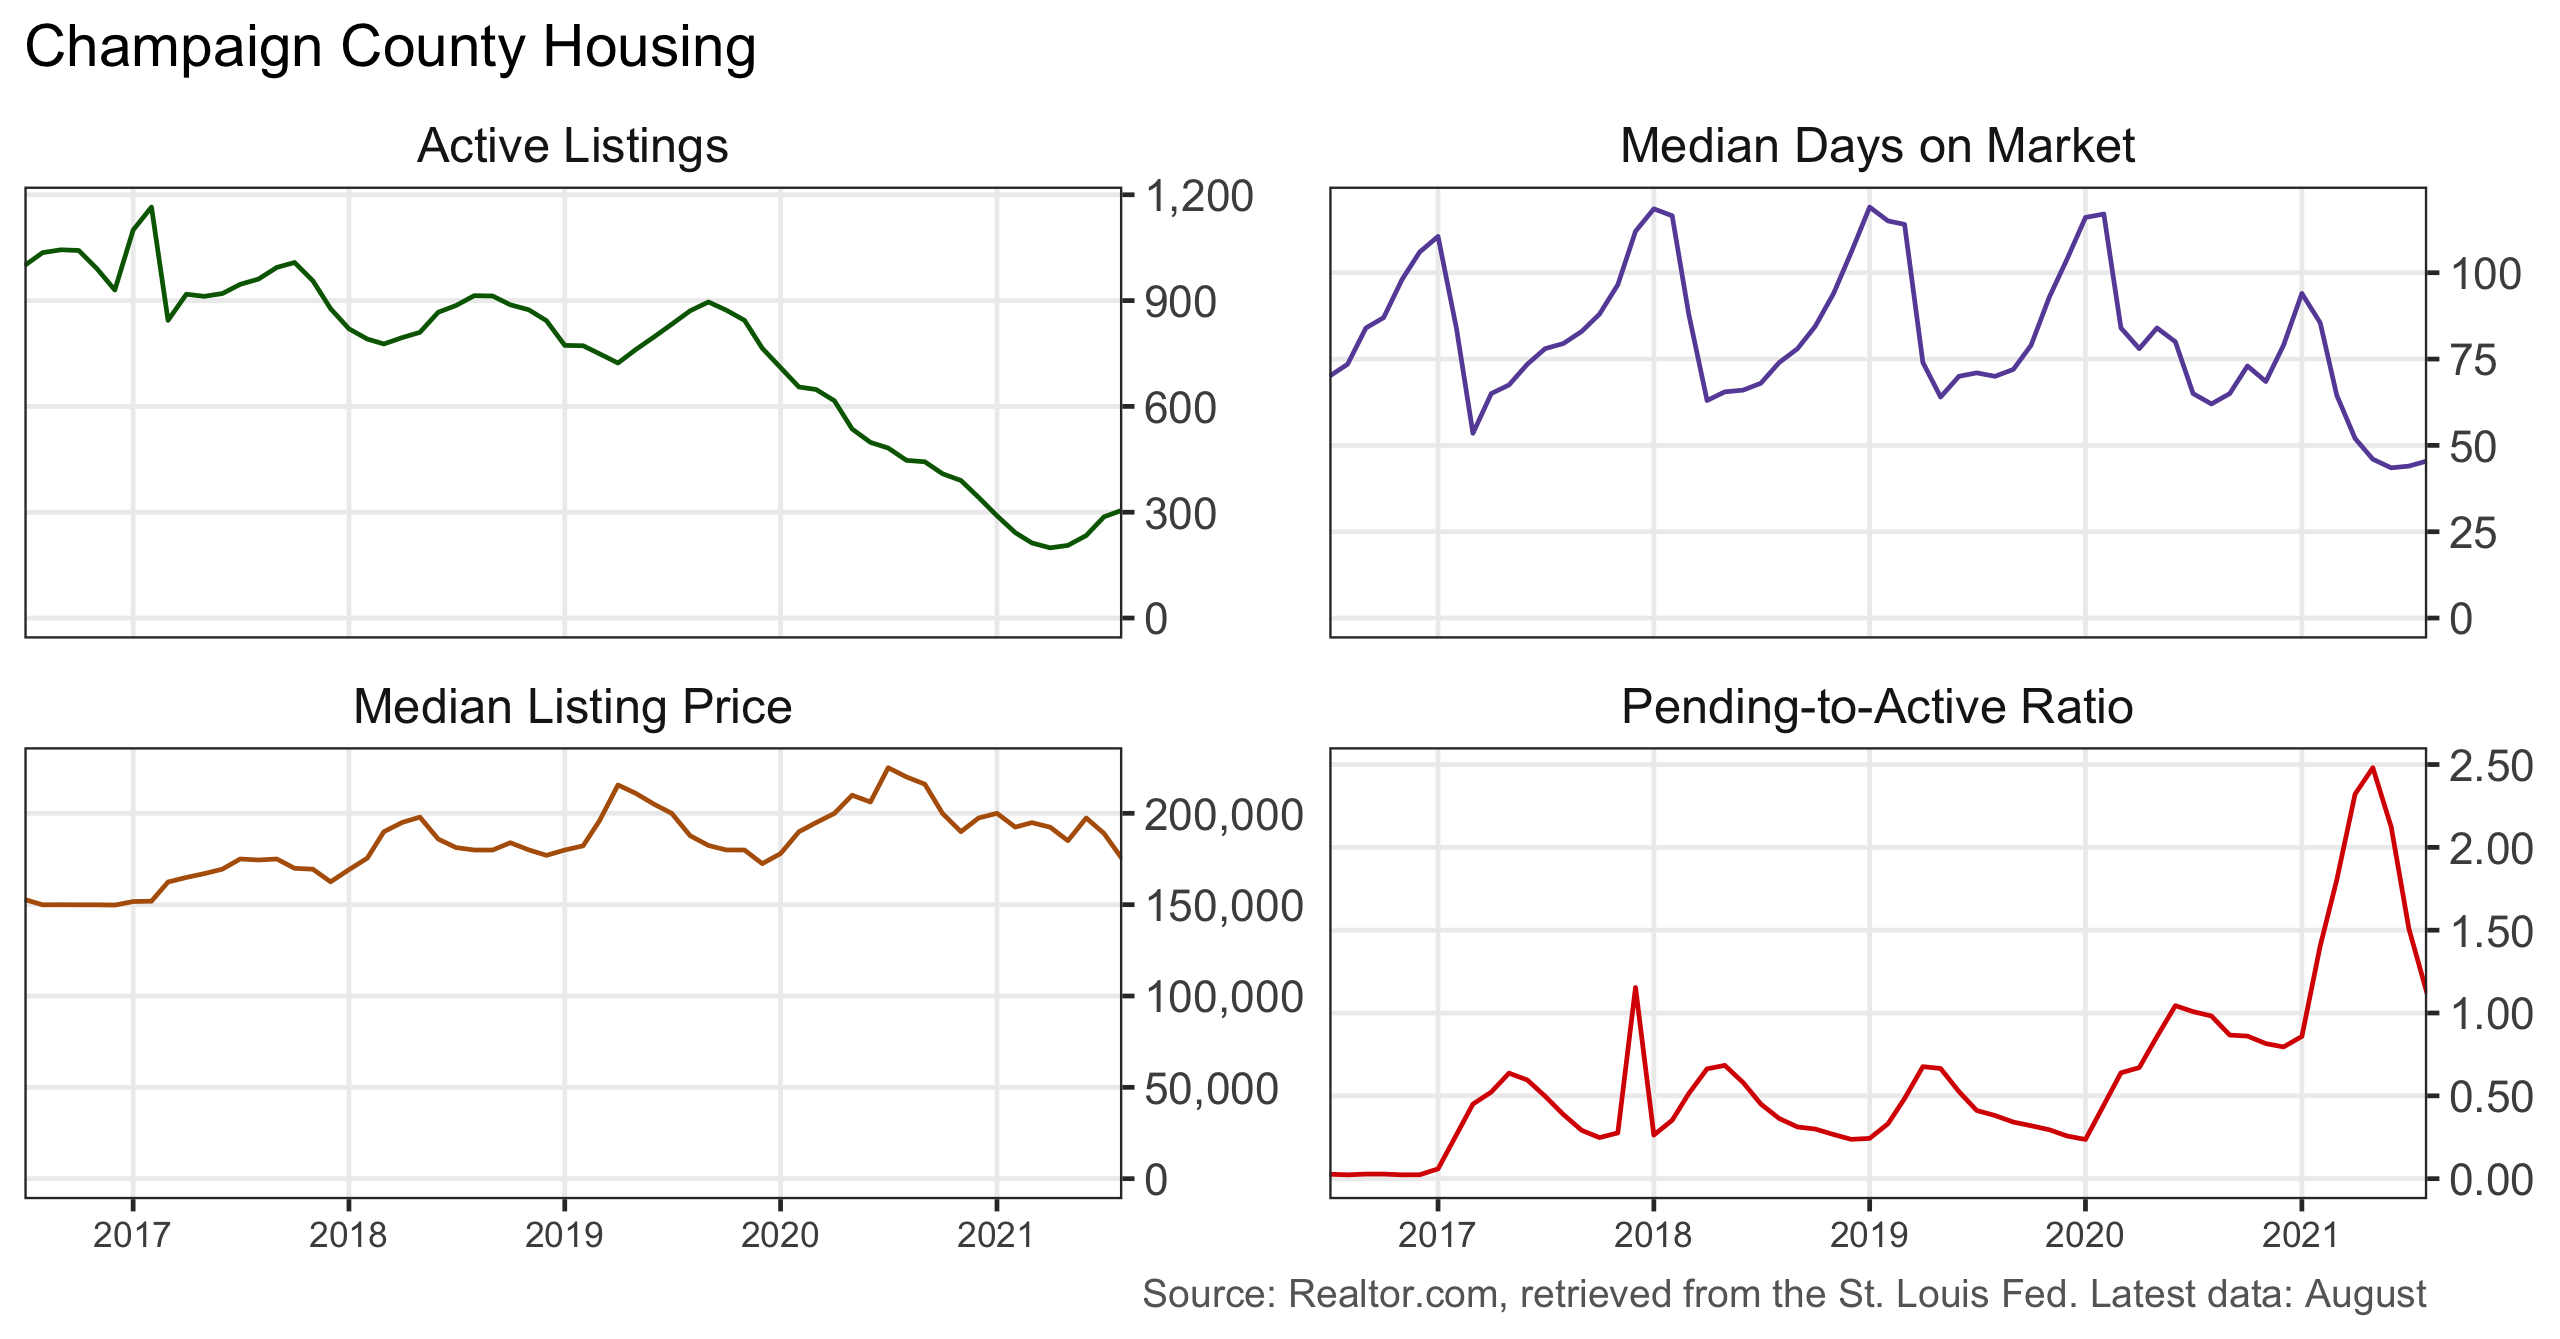 Champaign County Housing
Active Listings
1,200
900
600
300
0
Median Days on Market
100
75
50
25
0
Median Listing Price
200,000
150,000
100,000
50,000
0
2017 2018 2019 2020 2021
Pending-to-Active Ratio
2.50
2.00
1.50
1.00
0.50
0.00
2017 2018 2019 2020 2021
Source: Realtor.com, retrieved from the St. Louis Fed. Latest data: August